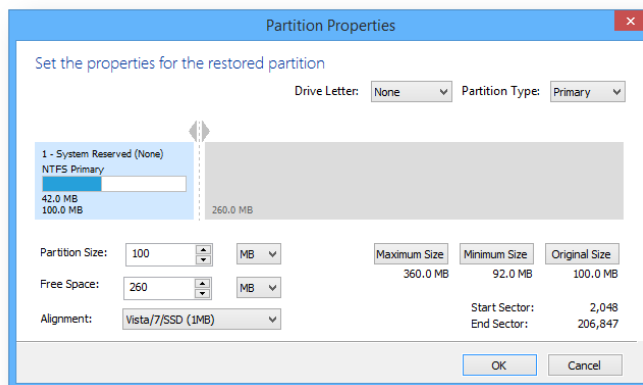 Partition Properties
x
Set the properties for the restored partition
Drive Letter: None Partition Type: Primary
1 - System Reserved (None)
NTFS Primary
42.0 MB
100.0 MB
260.0 MB
Partition Size: 100 MB Maximum Size Minimum Size Original Size
360.0 MB 92.0 MB 100.0 MB
Free Space: 260 MB
Start Sector: 2,048
Alignment: Vista/7/SSD (1MB)
End Sector: 206,847
OK Cancel